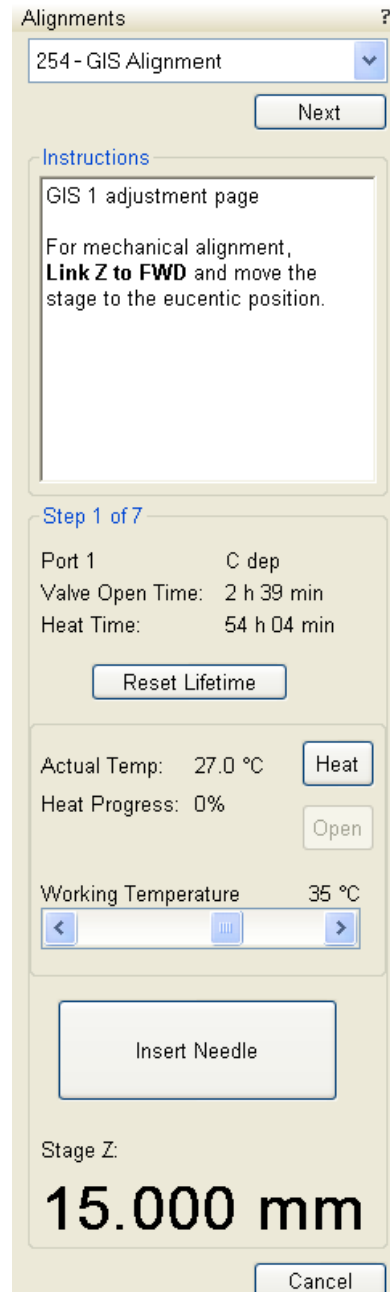 Alignments ?
254 - GIS Alignment
Next
Instructions
GIS 1 adjustment page
For mechanical alignment,
Link Z to FWD and move the
stage to the eucentic position.
Step 1 of 7
Port 1 C dep
Valve Open Time: 2 h 39 min
Heat Time: 54 h 04 min
Reset Lifetime
Actual Temp: 27.0 °C Heat
Heat Progress: 0%
Open
Working Temperature 35 °C
Insert Needle
Stage Z:
15.000 mm
Cancel